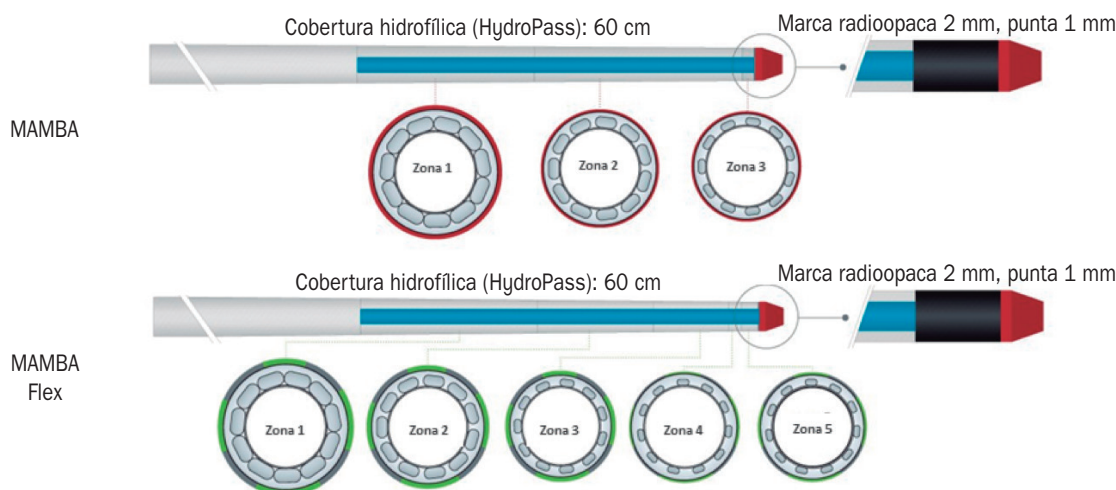 Cobertura hidrofílica (HydroPass): 60 cm
Marca radioopaca 2 mm, punta 1 mm
MAMBA
Zona 1
Zona 2
Zona 3
Cobertura hidrofílica (HydroPass): 60 cm
Marca radioopaca 2 mm, punta 1 mm
MAMBA
Flex
Zona 1
Zona 2
Zona 3
Zona 4
Zona 5